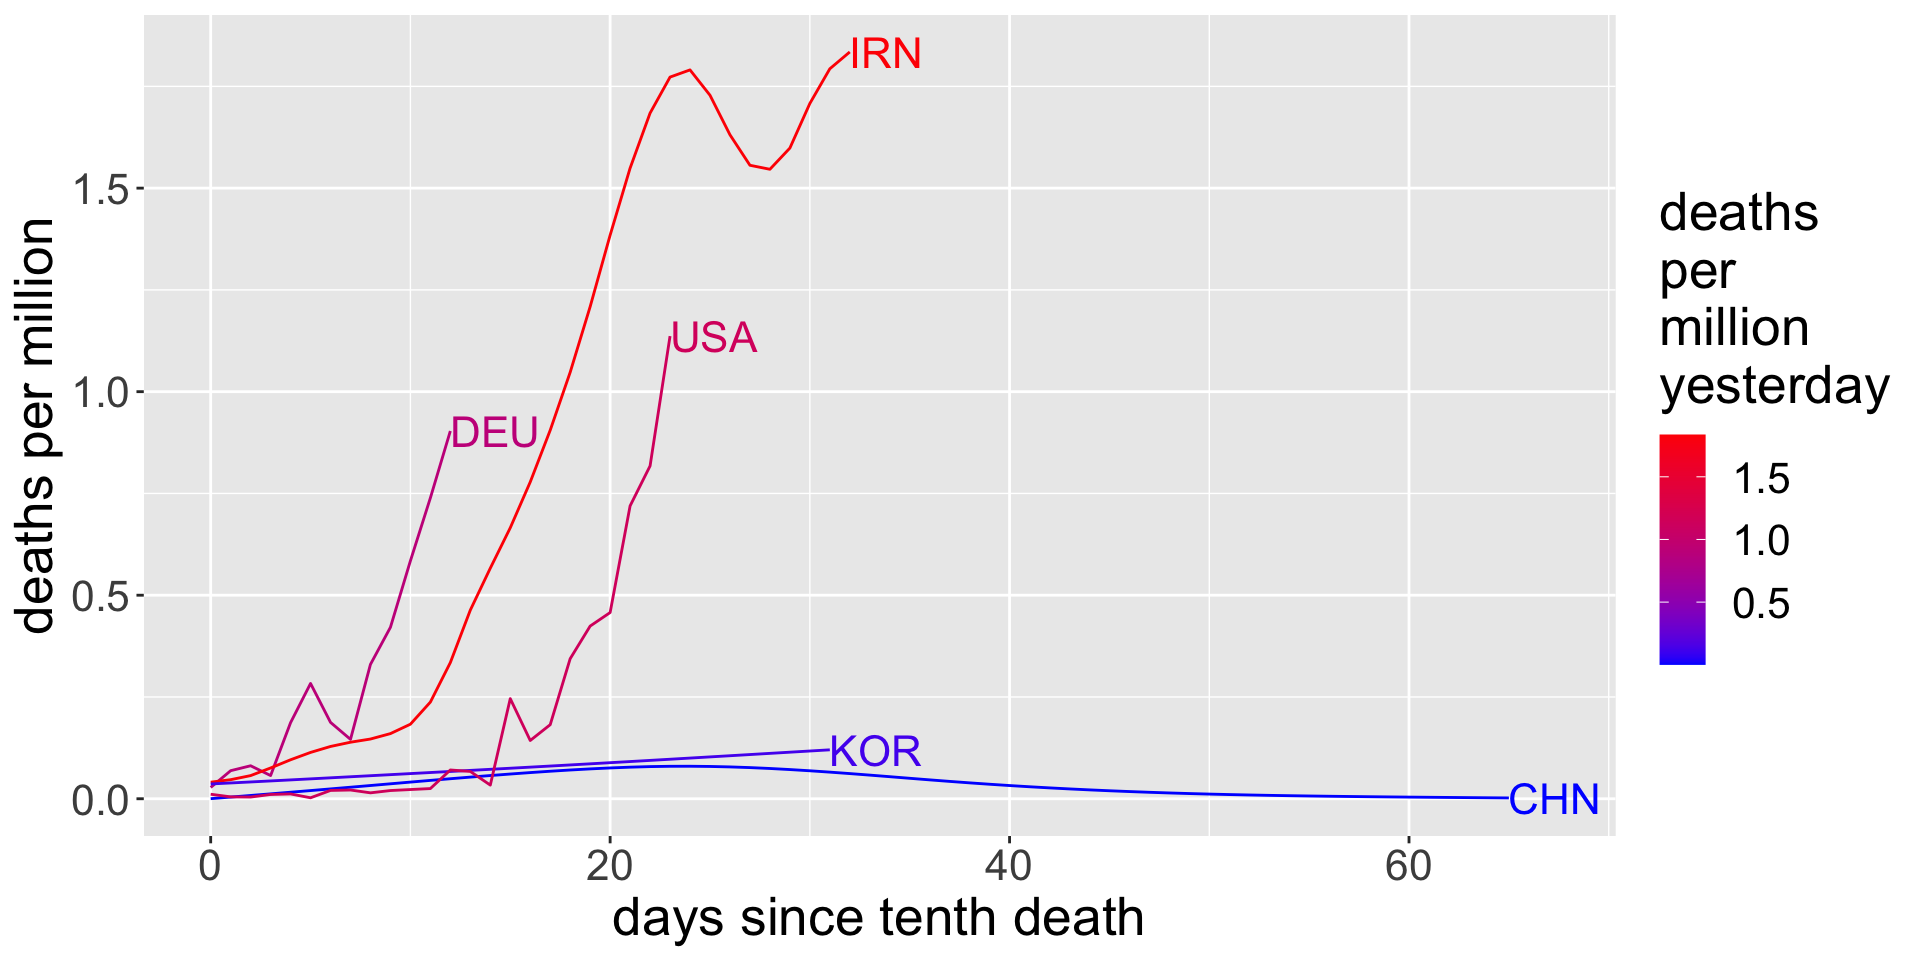 deaths per million
1.5
1.0
0.5
0.0
IRN
USA
DEU
KOR
CHN
0
20
40
60
days since tenth death
deaths
per
million
yesterday
1.5
1.0
0.5